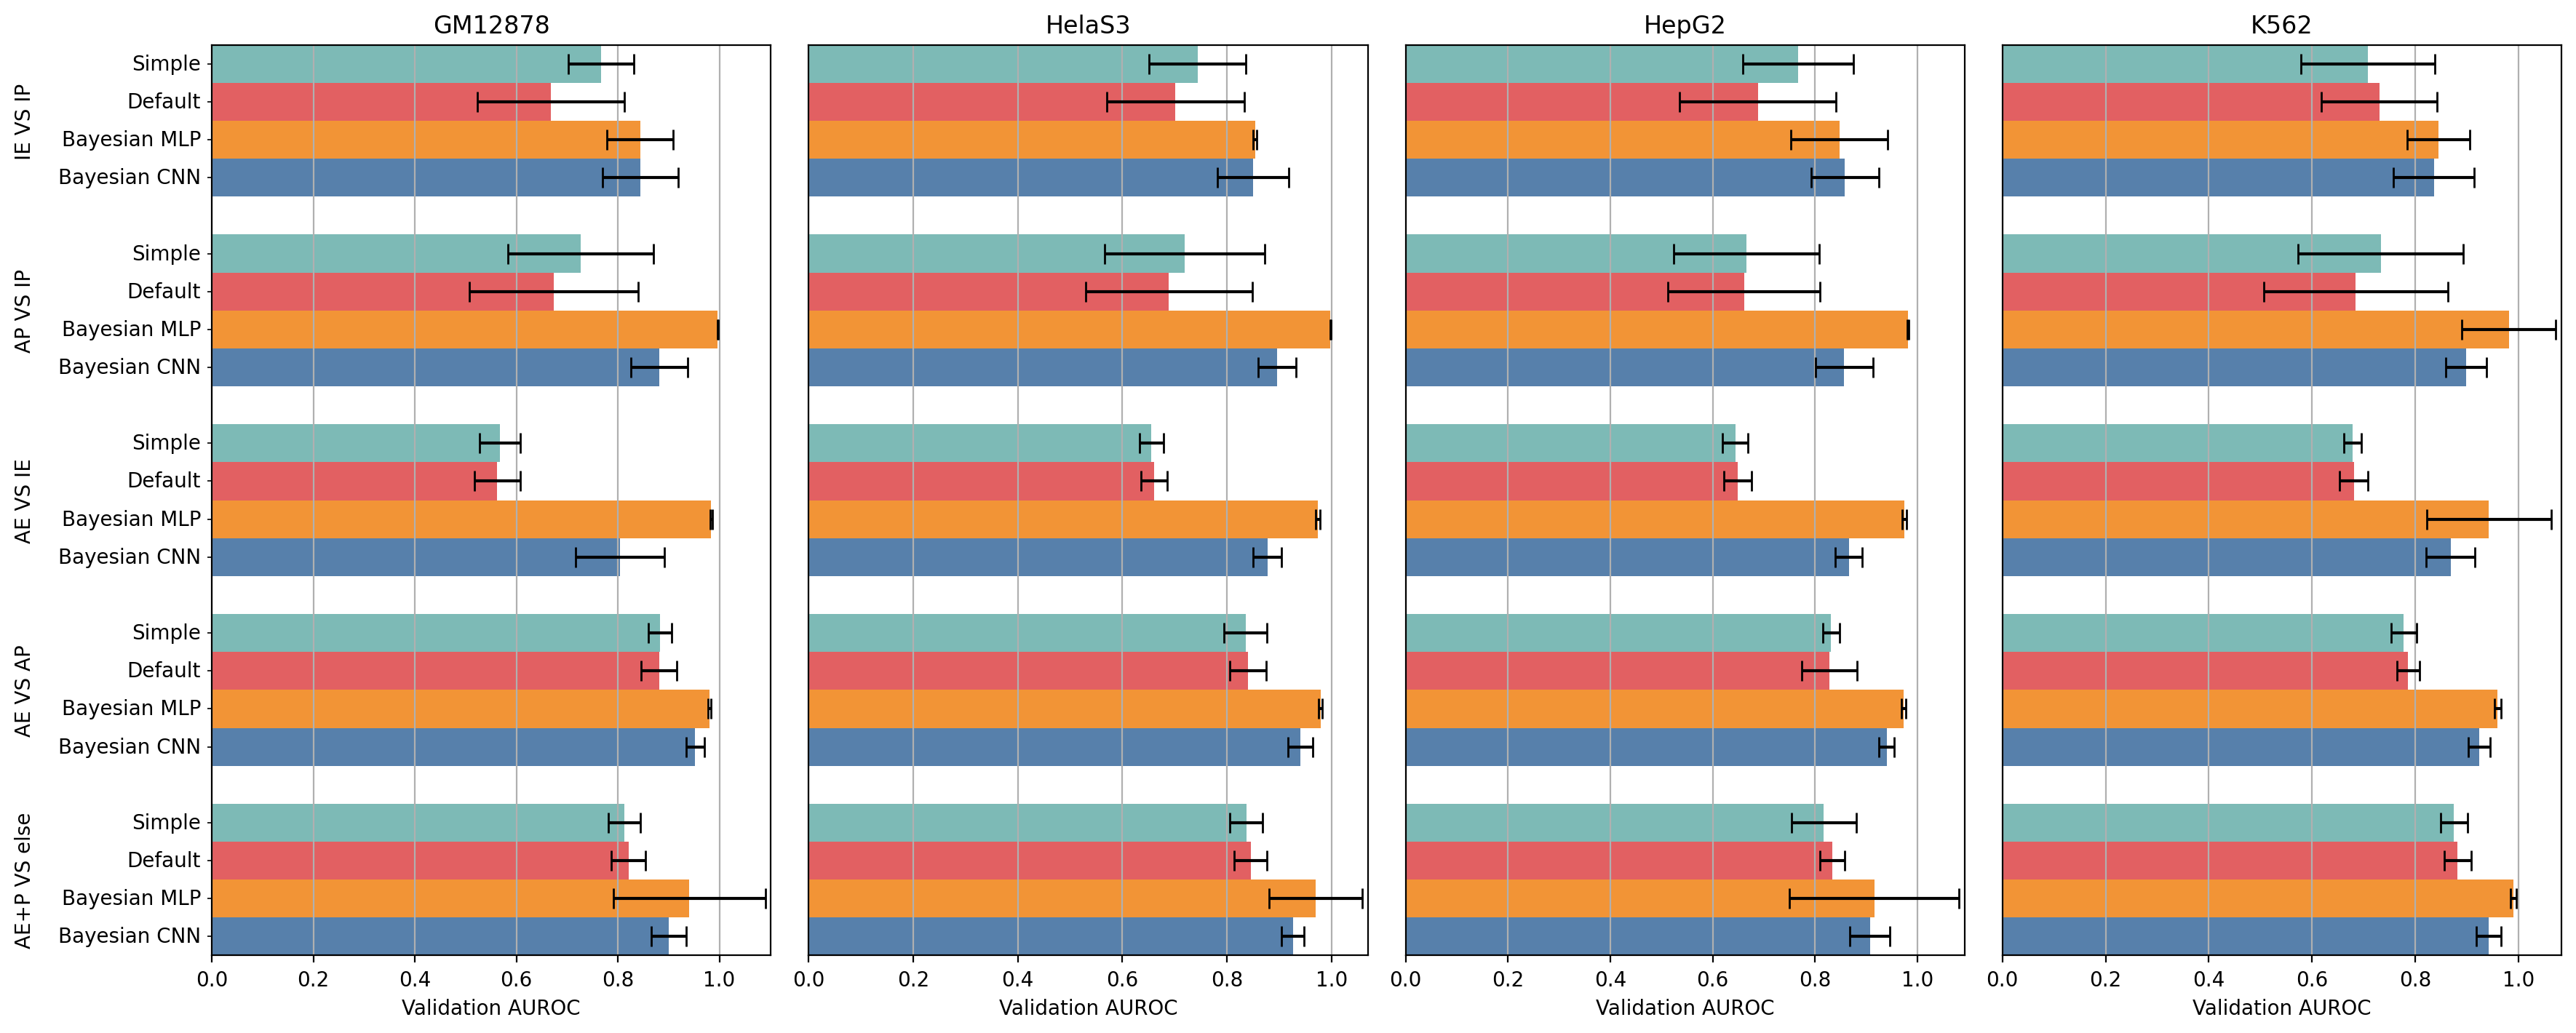 GM12878
HelaS3
HepG2
K562
IE VS IP
Simple
Default
Bayesian MLP
Bayesian CNN
AP VS IP
Simple
Default
Bayesian MLP
Bayesian CNN
AE VS IE
Simple
Default
Bayesian MLP
Bayesian CNN
AE VS AP
Simple
Default
Bayesian MLP
Bayesian CNN
AE+P VS else
Simple
Default
Bayesian MLP
Bayesian CNN
0.0 0.2 0.4 0.6 0.8 1.0
Validation AUROC
0.0 0.2 0.4 0.6 0.8 1.0
Validation AUROC
0.0 0.2 0.4 0.6 0.8 1.0
Validation AUROC
0.0 0.2 0.4 0.6 0.8 1.0
Validation AUROC